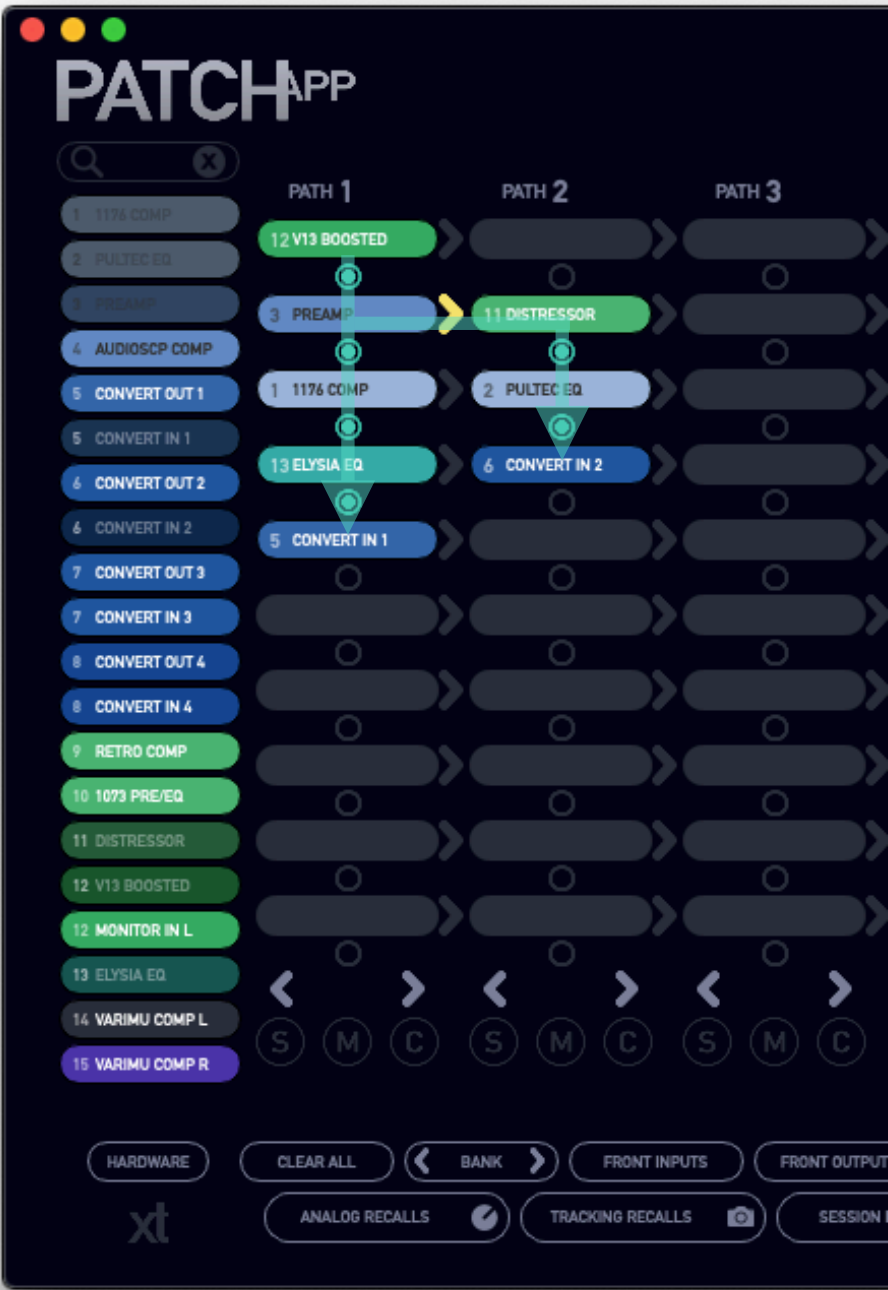 PATCH APP
PATH 1
PATH 2
PATH 3
1 1176 COMP
2 PULTEC EQ
3 PREAMP
4 AUDIOSCP COMP
5 CONVERT OUT 1
5 CONVERT IN 1
6 CONVERT OUT 2
6 CONVERT IN 2
7 CONVERT OUT 3
7 CONVERT IN 3
8 CONVERT OUT 4
8 CONVERT IN 4
9 RETRO COMP
10 1073 PRE/EQ
11 DISTRESSOR
12 V13 BOOSTED
12 MONITOR IN L
13 ELYSIA EQ
14 VARIMU COMP L
15 VARIMU COMP R
12 V13 BOOSTED
3 PREAMP
11 DISTRESSOR
1 1176 COMP
2 PULTEC EQ
13 ELYSIA EQ
6 CONVERT IN 2
5 CONVERT IN 1
S M C S M C S M C
HARDWARE
CLEAR ALL
BANK
FRONT INPUTS
FRONT OUTPUT
xt
ANALOG RECALLS
TRACKING RECALLS
SESSION